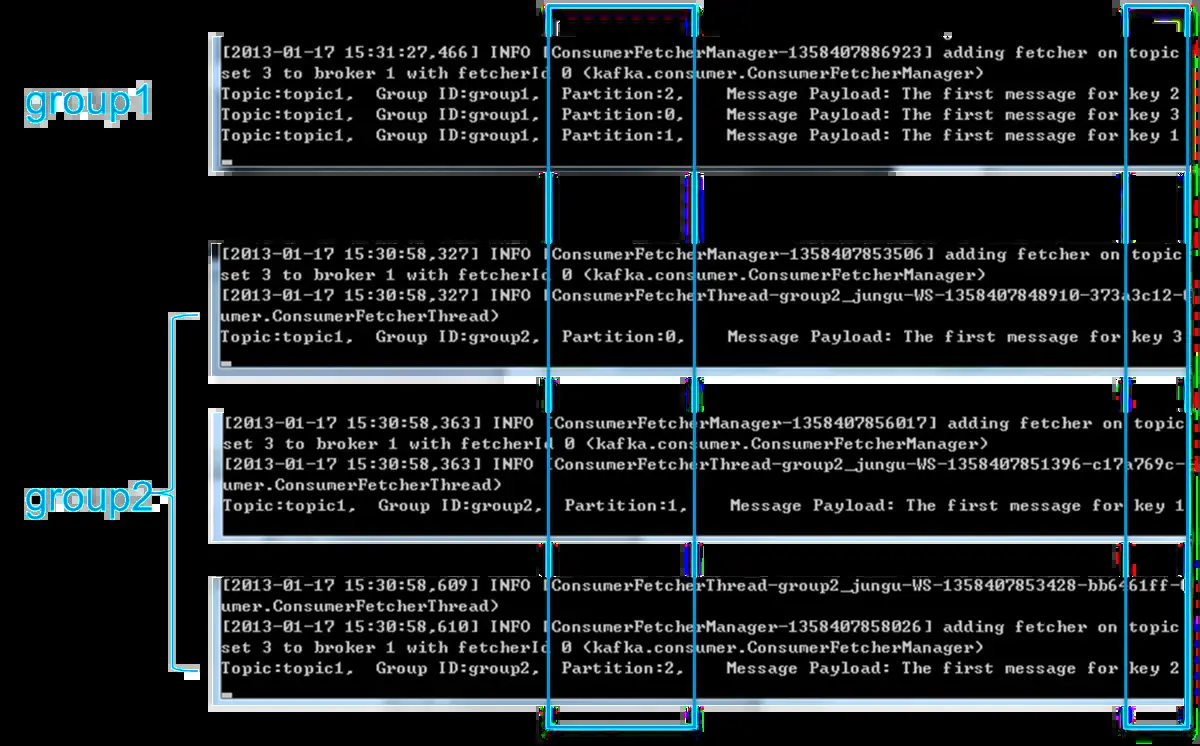 group1
[2013-01-17 15:31:27,466] INFO [ConsumerFetcherManager-1358407886923] adding fetcher on topic
set 3 to broker 1 with fetcherId 0 (kafka.consumer.ConsumerFetcherManager)
Topic:topic1, Group ID:group1, Partition:2, Message Payload: The first message for key 2
Topic:topic1, Group ID:group1, Partition:0, Message Payload: The first message for key 3
Topic:topic1, Group ID:group1, Partition:1, Message Payload: The first message for key 1
group2
[2013-01-17 15:30:58,327] INFO [ConsumerFetcherManager-1358407853506] adding fetcher on topic
set 3 to broker 1 with fetcherId 0 (kafka.consumer.ConsumerFetcherManager)
[2013-01-17 15:30:58,327] INFO [ConsumerFetcherThread-group2_jungu-WS-1358407848910-373a3c12-
umer.ConsumerFetcherThread)
Topic:topic1, Group ID:group2, Partition:0, Message Payload: The first message for key 3
[2013-01-17 15:30:58,363] INFO [ConsumerFetcherManager-1358407856017] adding fetcher on topic
set 3 to broker 1 with fetcherId 0 (kafka.consumer.ConsumerFetcherManager)
[2013-01-17 15:30:58,363] INFO [ConsumerFetcherThread-group2_jungu-WS-1358407851396-c17a769c-
umer.ConsumerFetcherThread)
Topic:topic1, Group ID:group2, Partition:1, Message Payload: The first message for key 1
[2013-01-17 15:30:58,609] INFO [ConsumerFetcherThread-group2_jungu-WS-1358407853428-bb6461ff-
umer.ConsumerFetcherThread)
[2013-01-17 15:30:58,610] INFO [ConsumerFetcherManager-1358407858026] adding fetcher on topic
set 3 to broker 1 with fetcherId 0 (kafka.consumer.ConsumerFetcherManager)
Topic:topic1, Group ID:group2, Partition:2, Message Payload: The first message for key 2